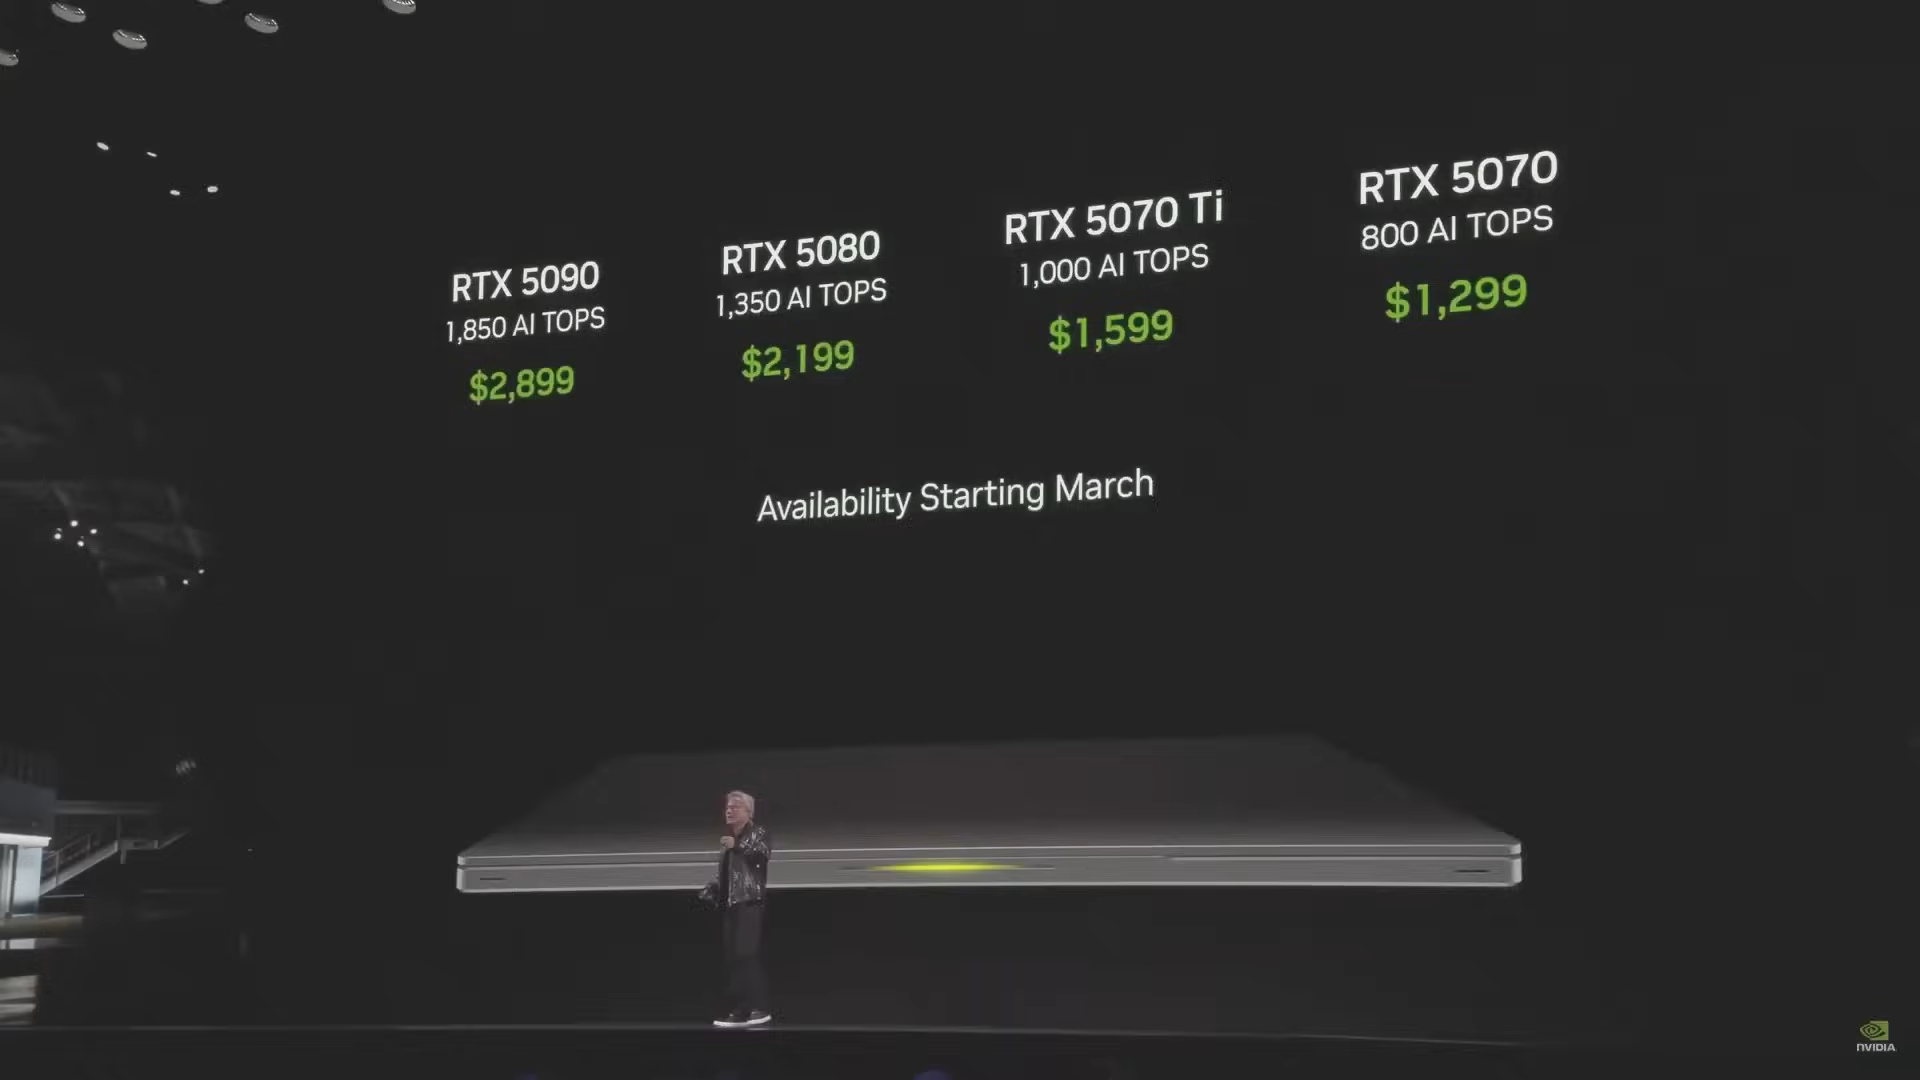 RTX 5090
1,850 AI TOPS
$2,899
RTX 5080
1,350 AI TOPS
$2,199
RTX 5070 Ti
1,000 AI TOPS
$1,599
RTX 5070
800 AI TOPS
$1,299
Availability Starting March
NVIDIA